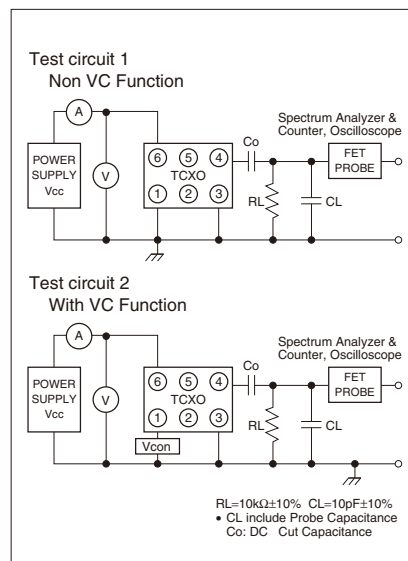 Test circuit 1
Non VC Function
A
POWER
SUPPLY
Vcc
V
6 5 4
TCXO
1 2 3
Co
RL
CL
Spectrum Analyzer &
Counter, Oscilloscope
FET
PROBE
Test circuit 2
With VC Function
A
POWER
SUPPLY
Vcc
V
6 5 4
TCXO
1 2 3
Vcon
Co
RL
CL
Spectrum Analyzer &
Counter, Oscilloscope
FET
PROBE
RL=10kΩ±10% CL=10pF±10%
• CL include Probe Capacitance
Co: DC Cut Capacitance